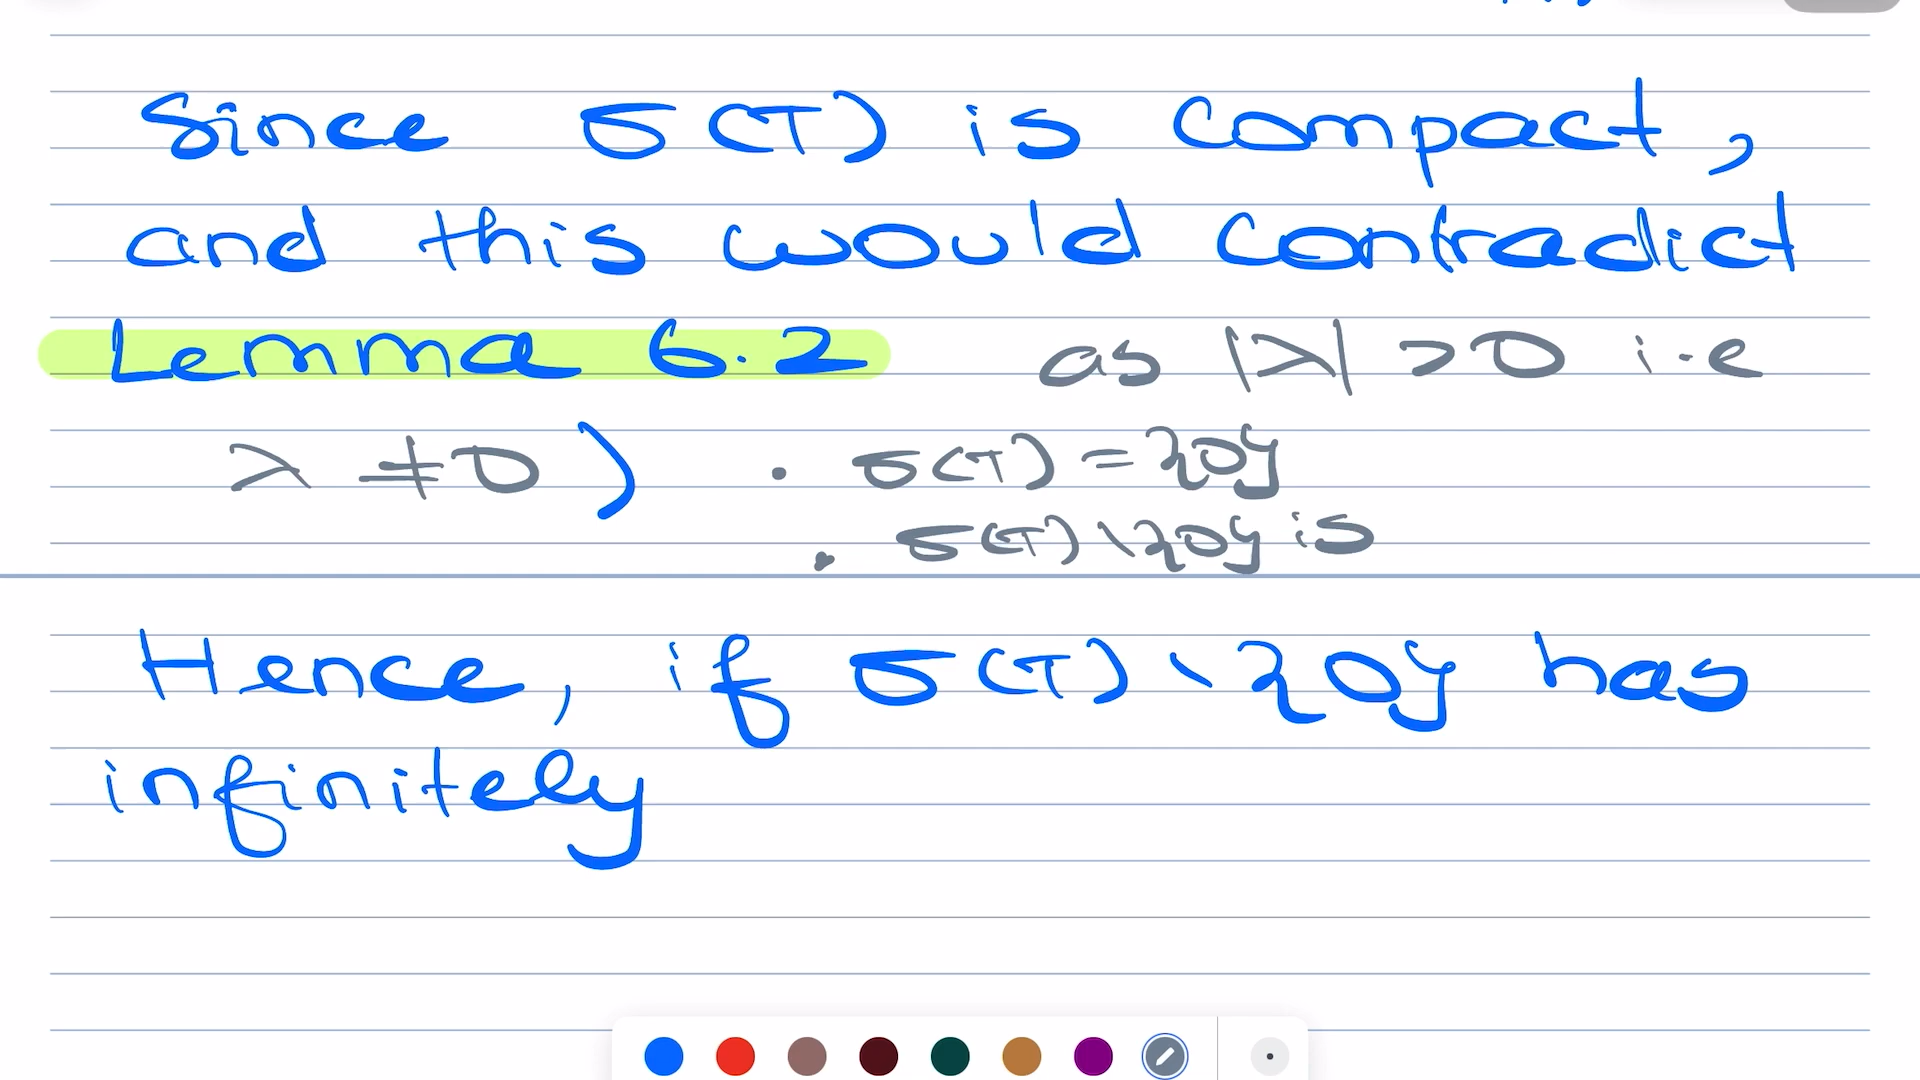 Since σ(T) is compact,
and this would contradict
Lemma 6.2 as |λ| > 0 i.e
λ ≠ 0) . σ(T) = {0}
. σ(T) \ {0} is
Hence, if σ(T) \ {0} has
infinitely